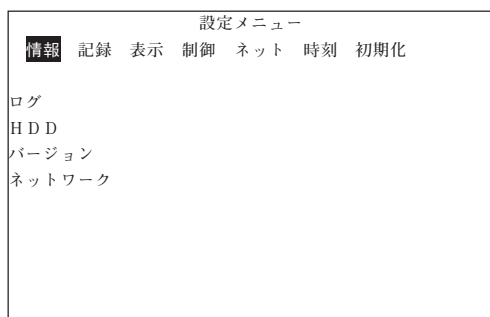 設定メニュー
情報 記録 表示 制御 ネット 時刻 初期化
ログ
ＨＤＤ
バージョン
ネットワーク